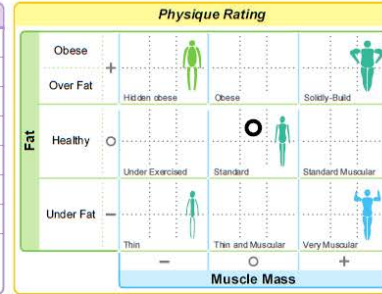 Physique Rating
Obese
Over Fat
+
Hidden obese
Obese
Solidly-Build
Fat
Healthy
Under Exercised
Standard
Standard Muscular
Under Fat
−
Thin
Thin and Muscular
Very Muscular
− O +
Muscle Mass